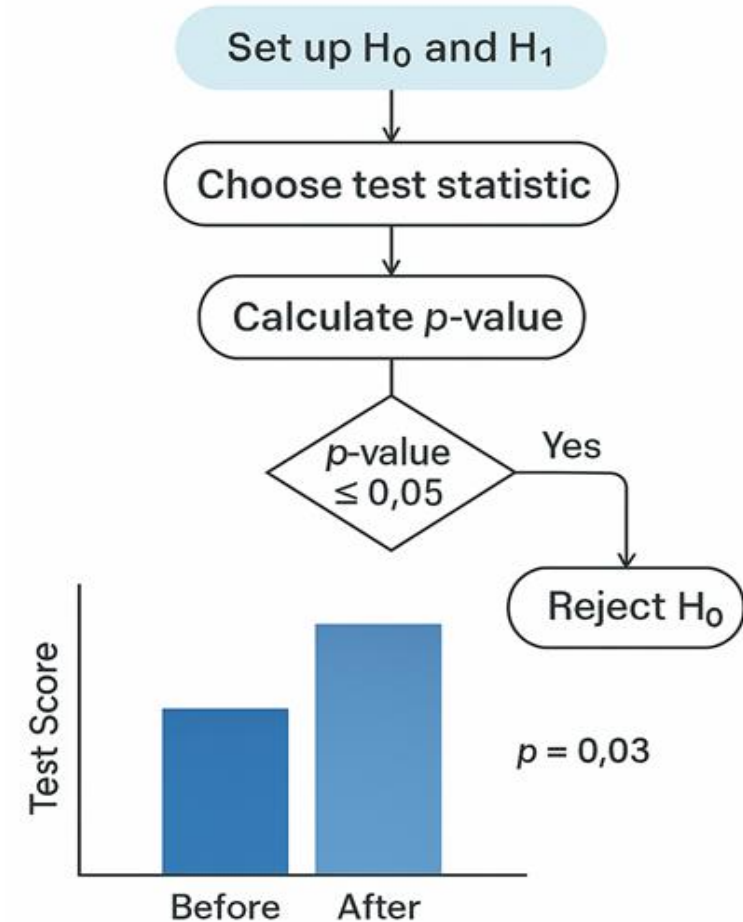 Set up H₀ and H₁
Choose test statistic
Calculate p-value
p-value
≤ 0,05
Yes
Reject H₀
Test Score
p = 0,03
Before
After